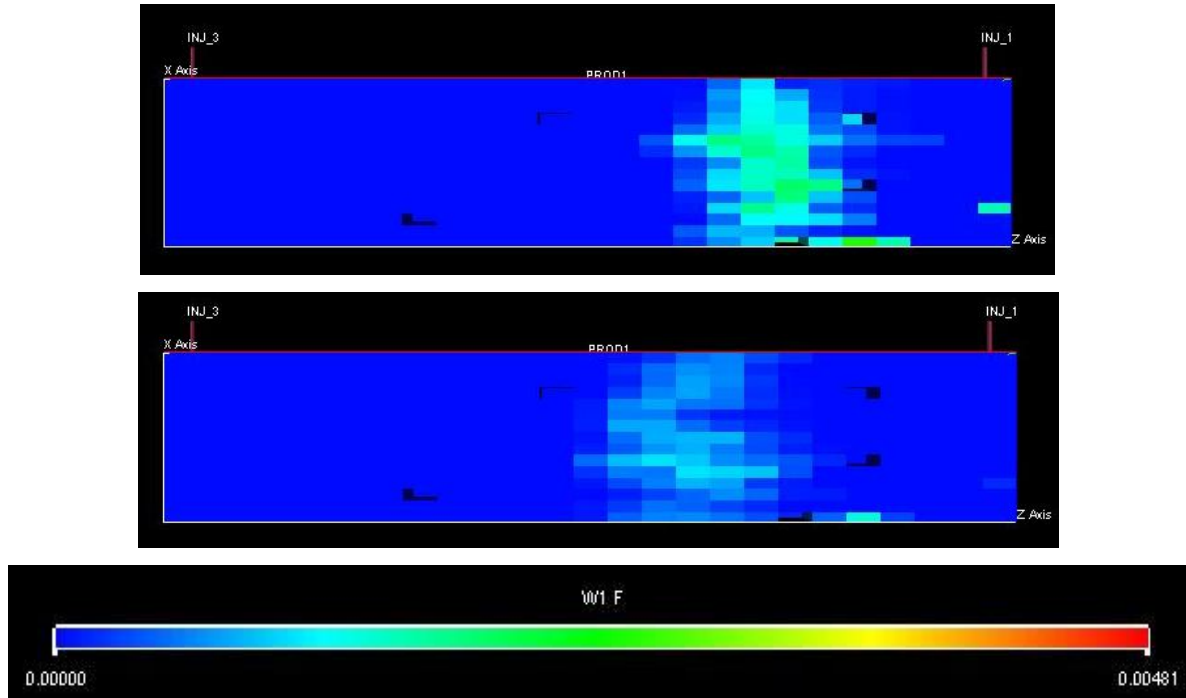 INJ_3 INJ_1
PROD1
X Axis
Z Axis
INJ_3 INJ_1
X Axis PROD1
Z Axis
W1 F
0.00000 0.00481